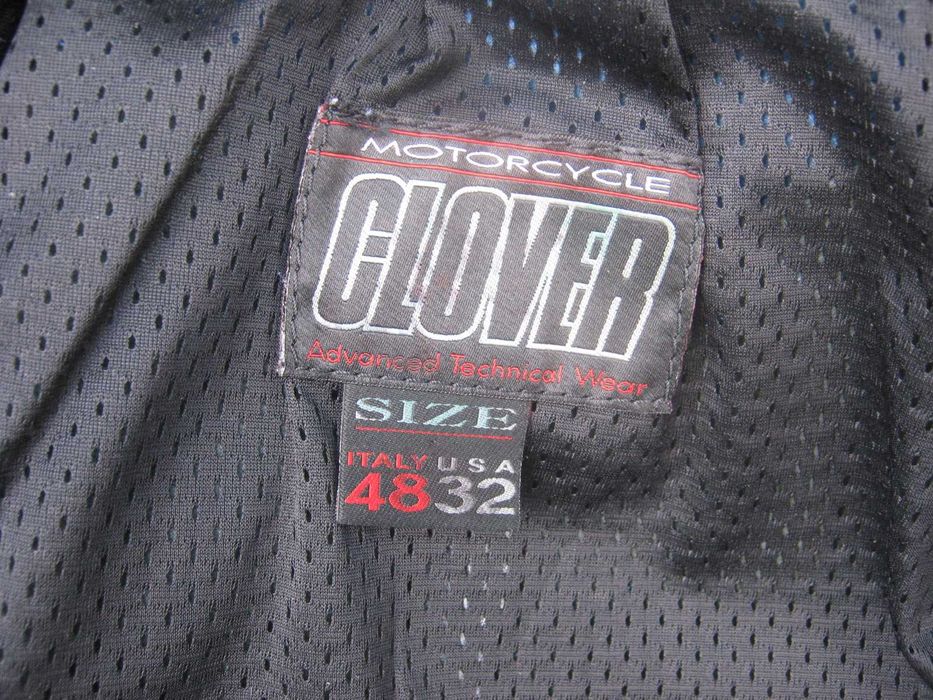 MOTORCYCLE
CLOVER
Advanced Technical Wear
SIZE
ITALY USA
48 32